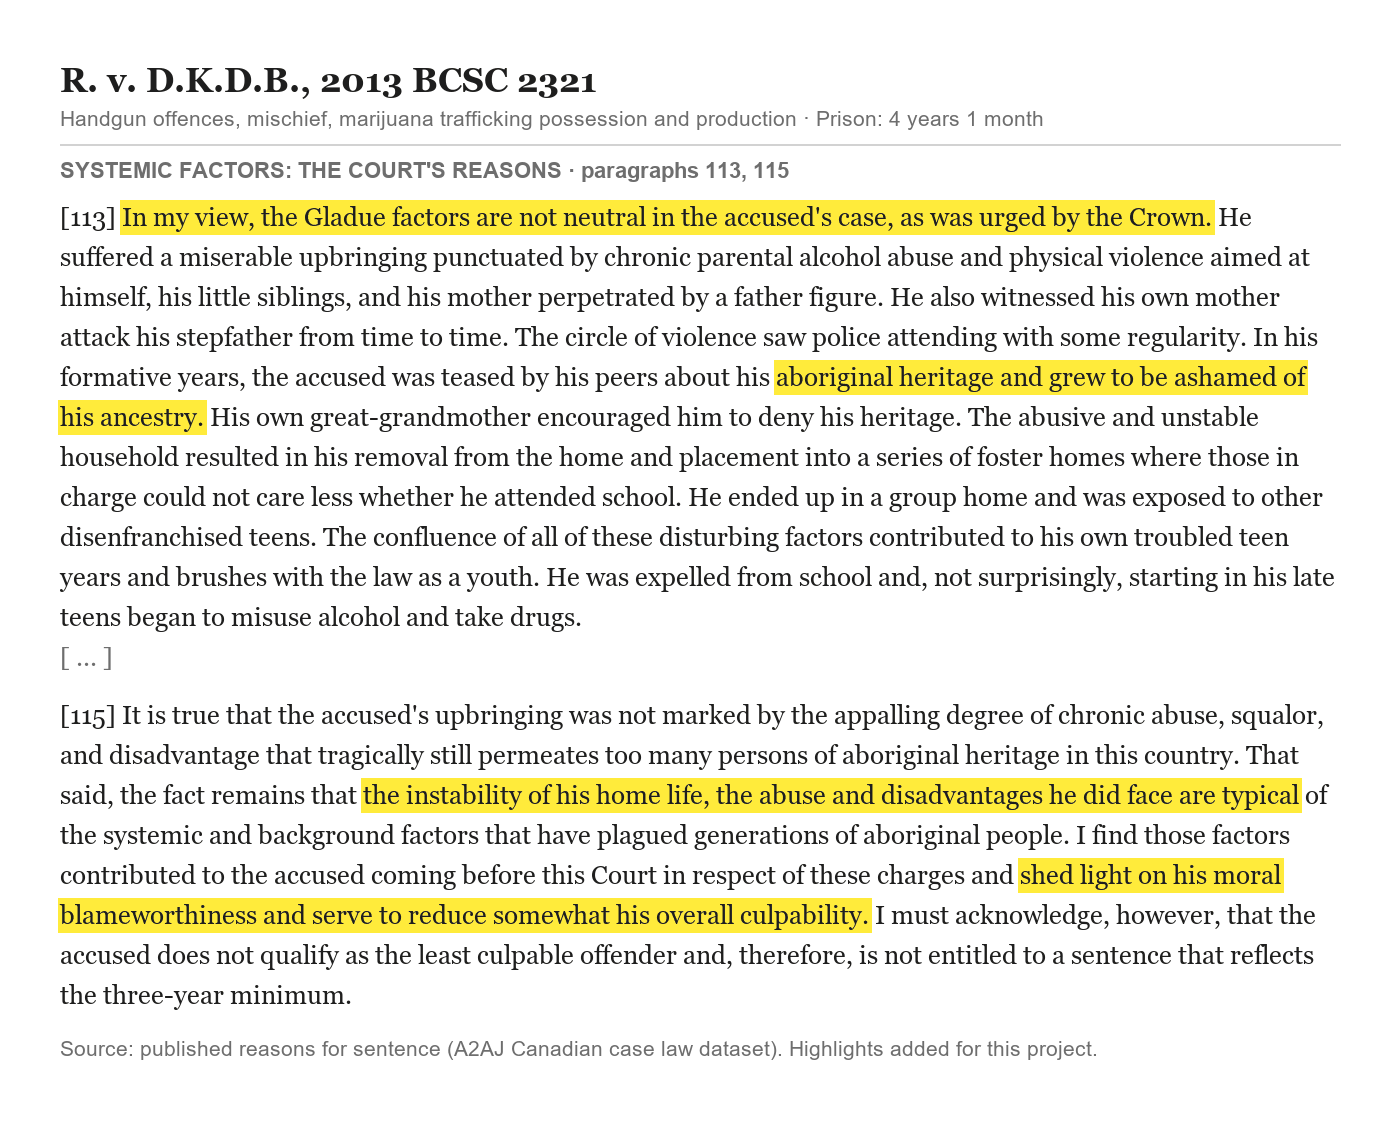 R. v. D.K.D.B., 2013 BCSC 2321
Handgun offences, mischief, marijuana trafficking possession and production · Prison: 4 years 1 month
SYSTEMIC FACTORS: THE COURT'S REASONS · paragraphs 113, 115
[113] In my view, the Gladue factors are not neutral in the accused's case, as was urged by the Crown. He
suffered a miserable upbringing punctuated by chronic parental alcohol abuse and physical violence aimed at
himself, his little siblings, and his mother perpetrated by a father figure. He also witnessed his own mother
attack his stepfather from time to time. The circle of violence saw police attending with some regularity. In his
formative years, the accused was teased by his peers about his aboriginal heritage and grew to be ashamed of
his ancestry. His own great-grandmother encouraged him to deny his heritage. The abusive and unstable
household resulted in his removal from the home and placement into a series of foster homes where those in
charge could not care less whether he attended school. He ended up in a group home and was exposed to other
disenfranchised teens. The confluence of all of these disturbing factors contributed to his own troubled teen
years and brushes with the law as a youth. He was expelled from school and, not surprisingly, starting in his late
teens began to misuse alcohol and take drugs.
[ ... ]
[115] It is true that the accused's upbringing was not marked by the appalling degree of chronic abuse, squalor,
and disadvantage that tragically still permeates too many persons of aboriginal heritage in this country. That
said, the fact remains that the instability of his home life, the abuse and disadvantages he did face are typical of
the systemic and background factors that have plagued generations of aboriginal people. I find those factors
contributed to the accused coming before this Court in respect of these charges and shed light on his moral
blameworthiness and serve to reduce somewhat his overall culpability. I must acknowledge, however, that the
accused does not qualify as the least culpable offender and, therefore, is not entitled to a sentence that reflects
the three-year minimum.
Source: published reasons for sentence (A2AJ Canadian case law dataset). Highlights added for this project.